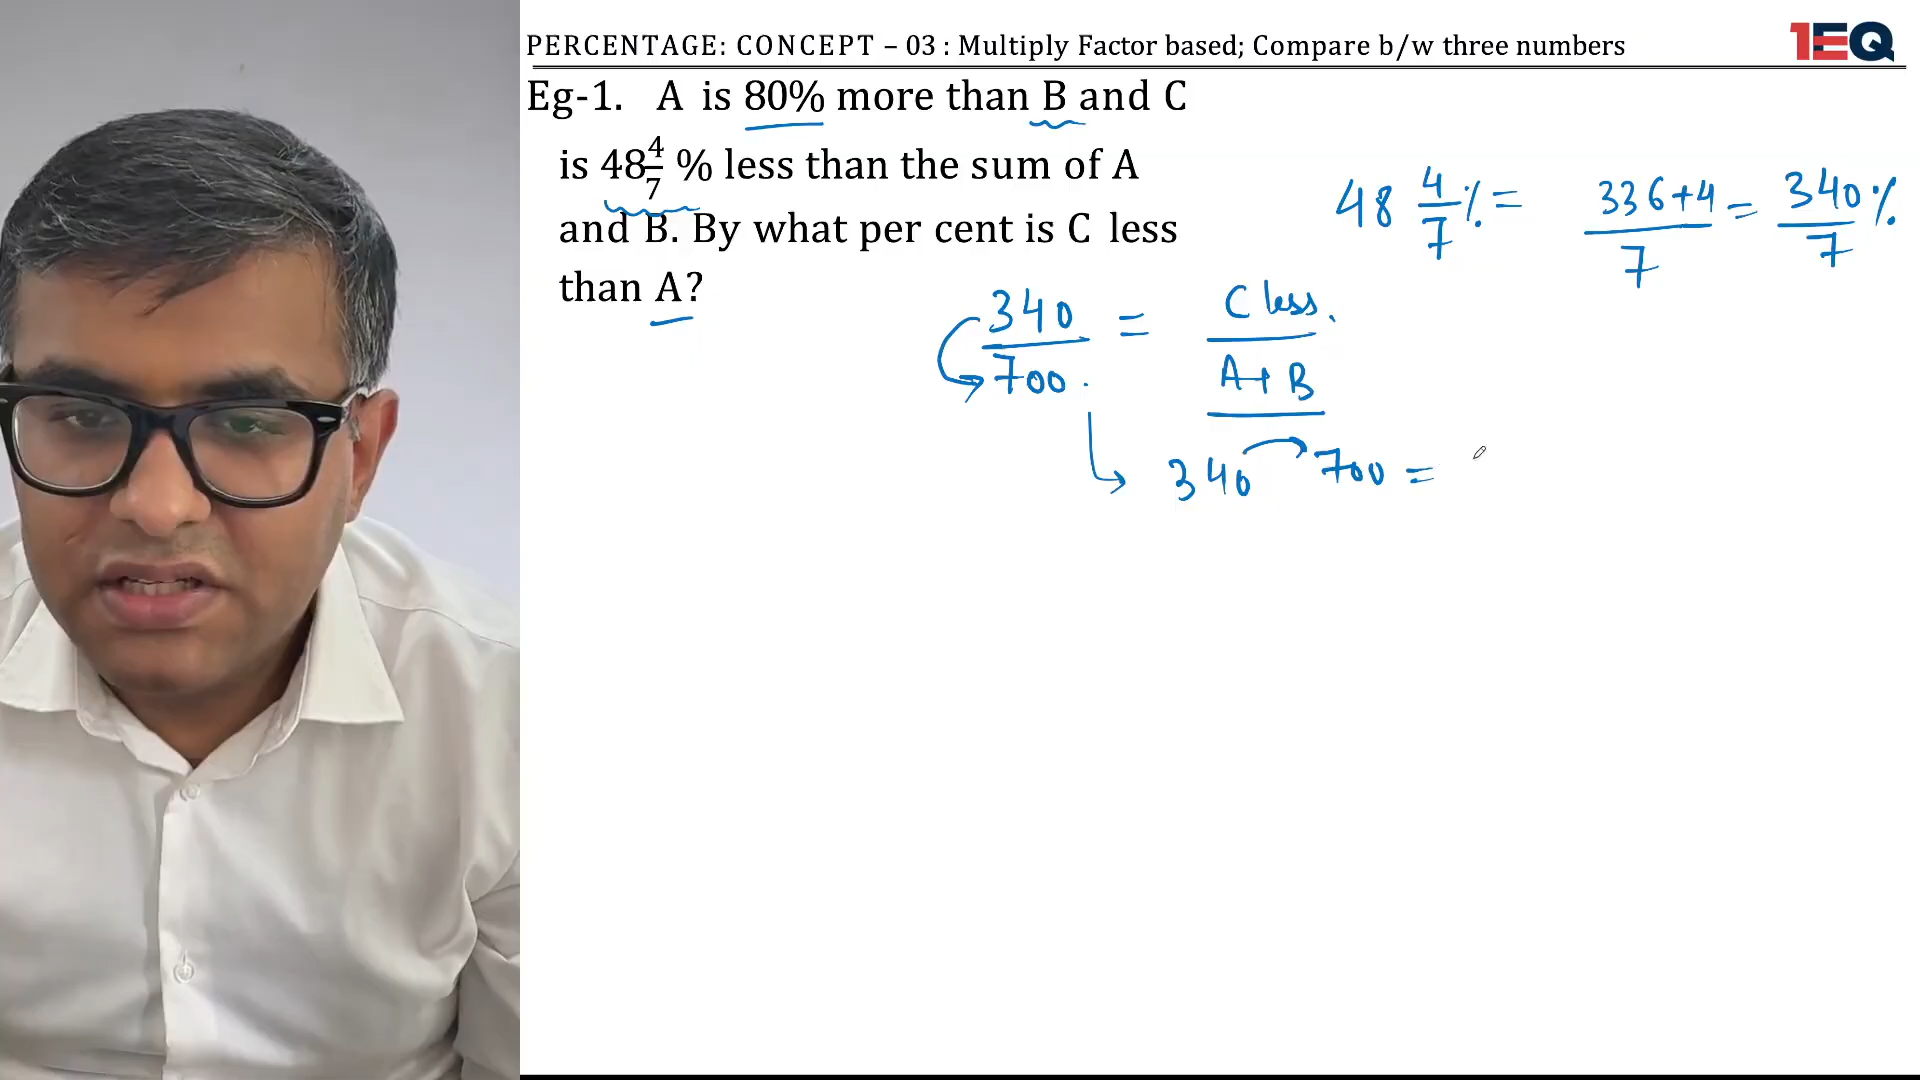 PERCENTAGE: CONCEPT – 03 : Multiply Factor based; Compare b/w three numbers
1EQ
Eg-1. A is 80% more than B and C
is 48 4/7 % less than the sum of A
and B. By what per cent is C less
than A?
48 4/7 % = 336+4/7 = 340/7 %
340/700 = C less/A+B
340 700 =